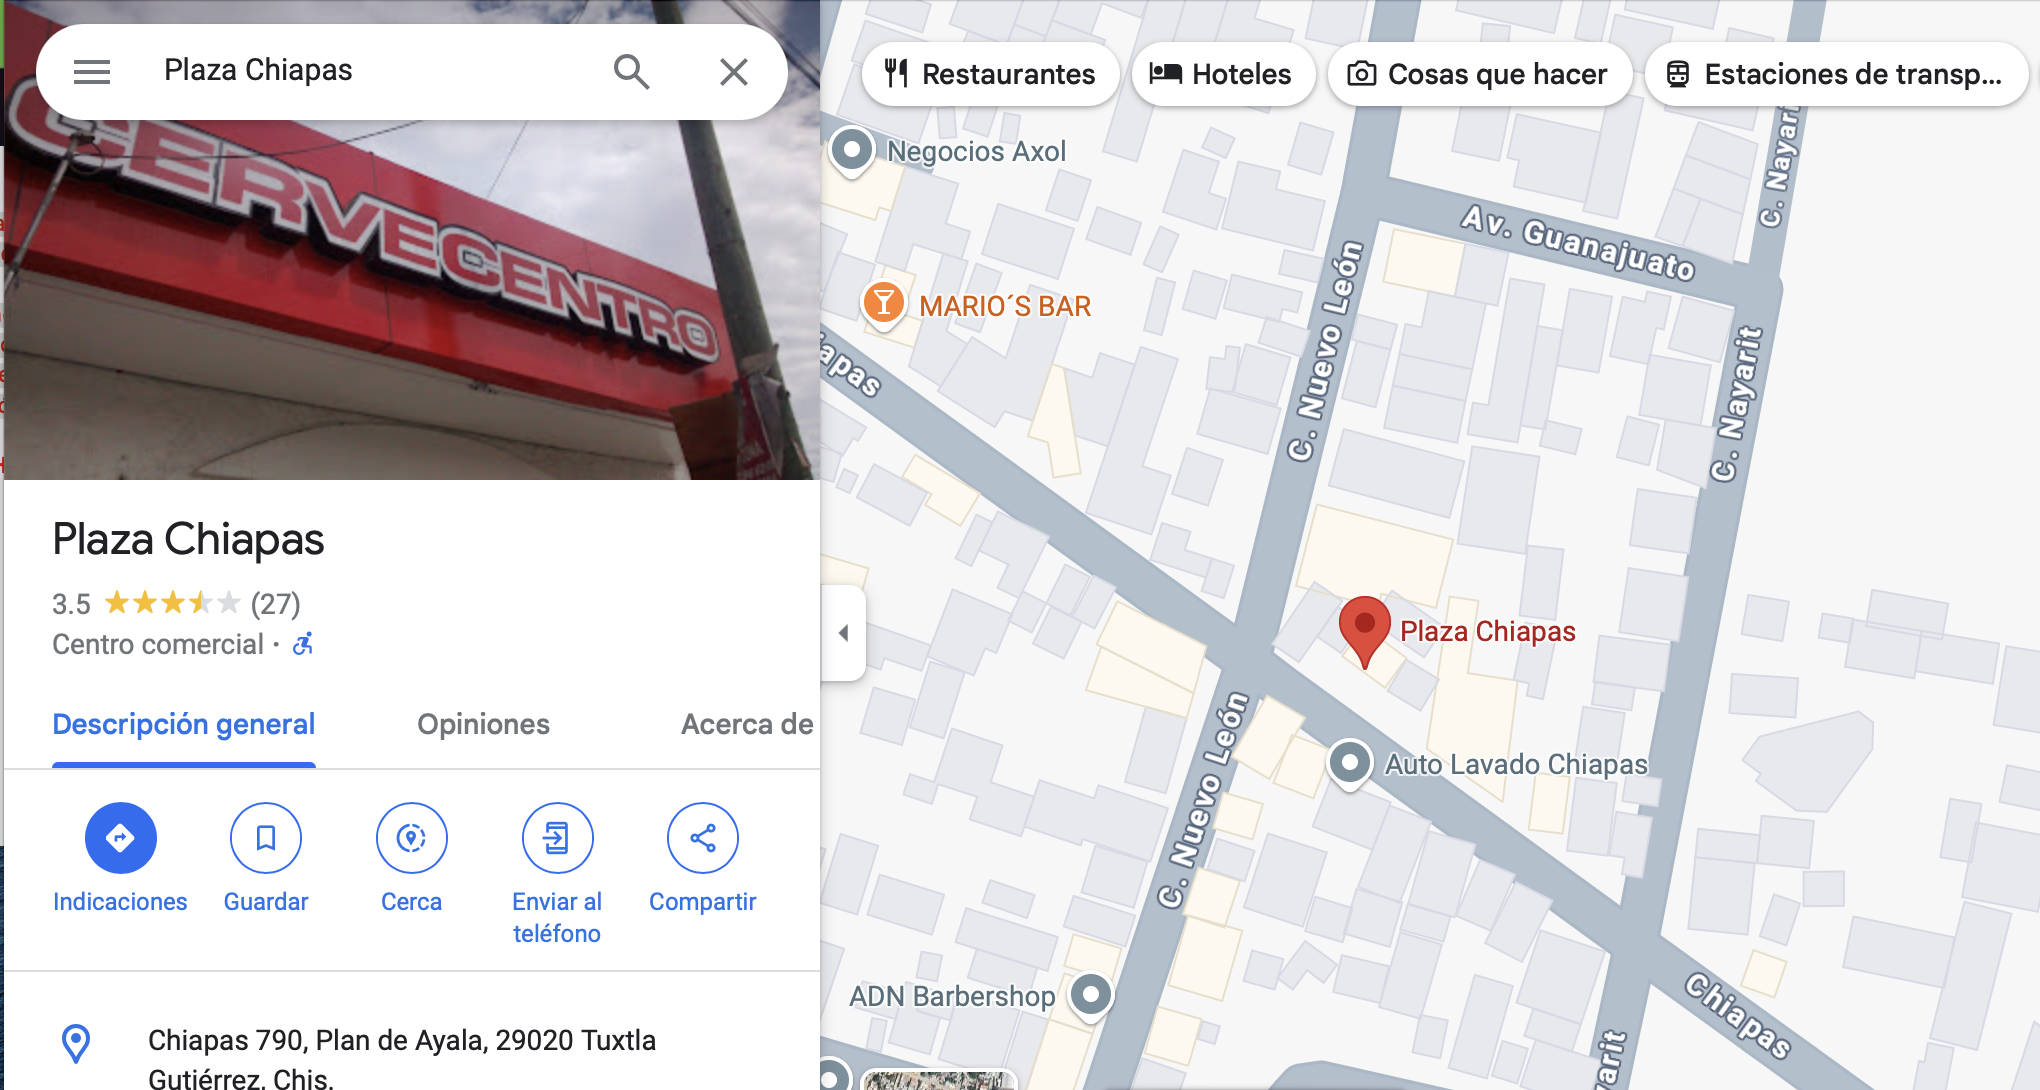 Plaza Chiapas
CERVECENTRO
Plaza Chiapas
3.5 (27)
Centro comercial ·
Descripción general
Opiniones
Acerca de
Indicaciones
Guardar
Cerca
Enviar al
teléfono
Compartir
Chiapas 790, Plan de Ayala, 29020 Tuxtla
Gutiérrez, Chis.
Restaurantes
Hoteles
Cosas que hacer
Estaciones de transp...
Negocios Axol
C. Nayarit
Av. Guanajuato
MARIO´S BAR
C. Nuevo León
apas
C. Nayarit
Plaza Chiapas
Auto Lavado Chiapas
C. Nuevo León
ADN Barbershop
Chiapas
arit